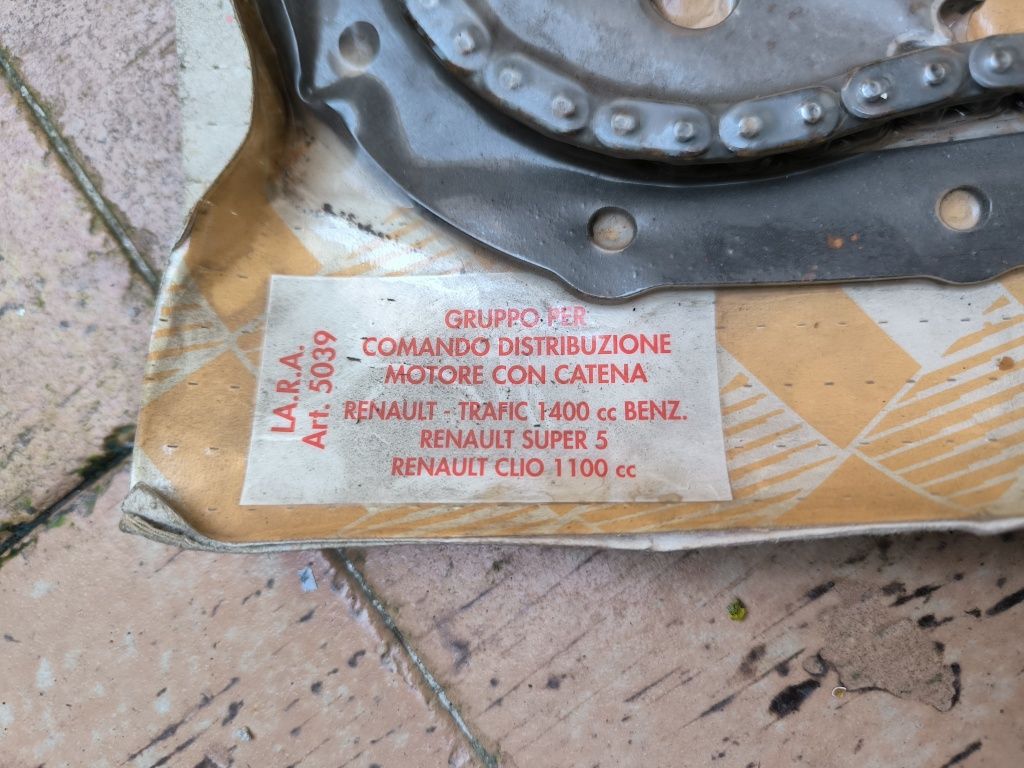 I.A.R.A.
Art. 5039
GRUPPO PER
COMANDO DISTRIBUZIONE
MOTORE CON CATENA
RENAULT - TRAFIC 1400 cc BENZ.
RENAULT SUPER 5
RENAULT CLIO 1100 cc